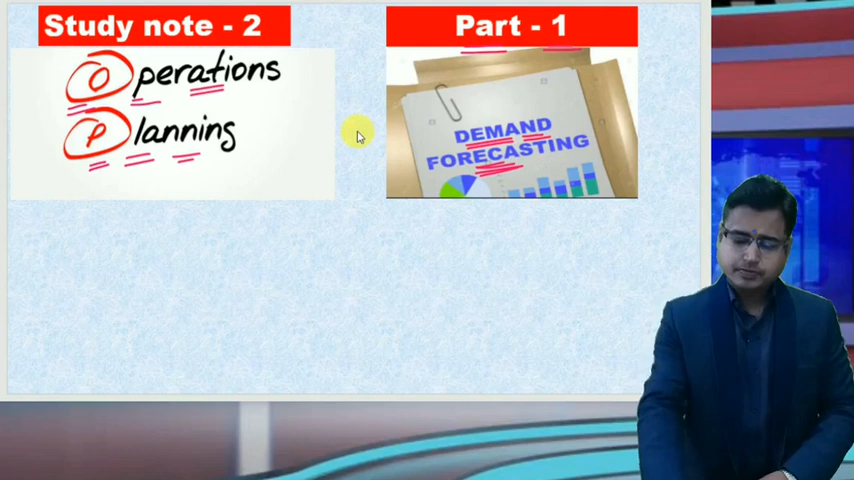 Study note - 2
Operations
Planning
Part - 1
DEMAND
FORECASTING